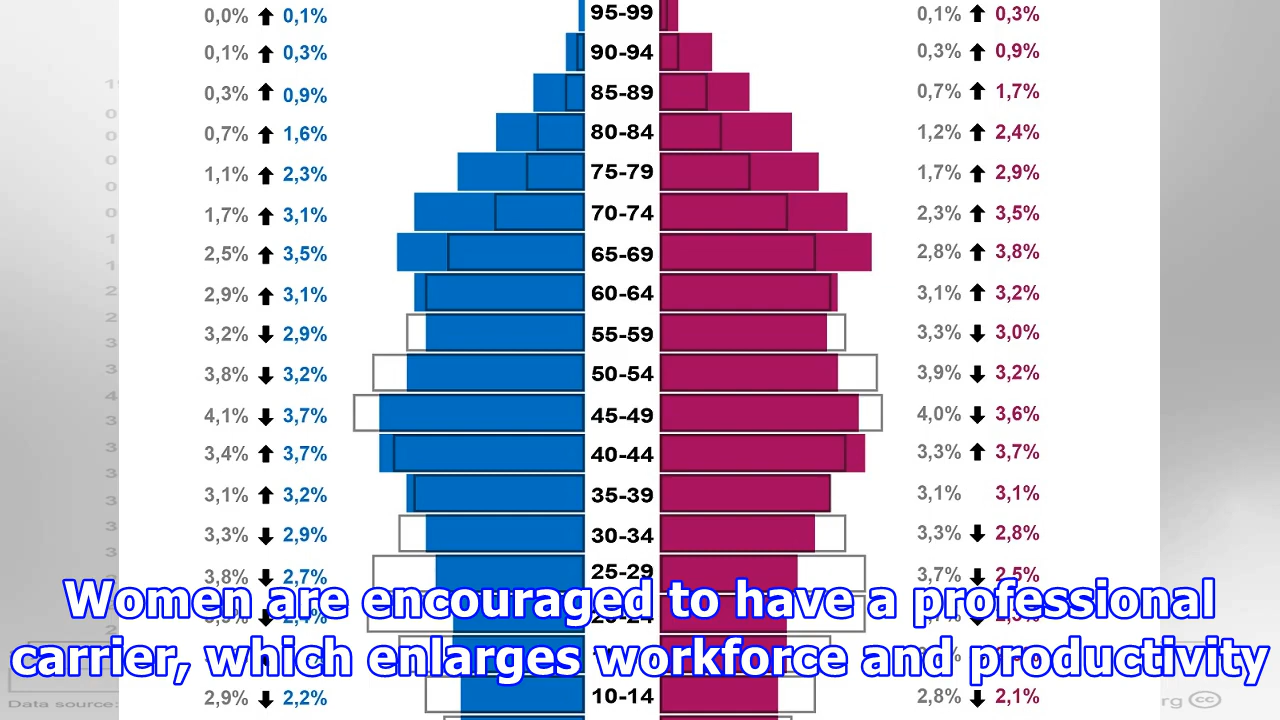 0,0% 0,1% 95-99 0,1% 0,3%
0,1% 0,3% 90-94 0,3% 0,9%
0,3% 0,9% 85-89 0,7% 1,7%
0,7% 1,6% 80-84 1,2% 2,4%
1,1% 2,3% 75-79 1,7% 2,9%
1,7% 3,1% 70-74 2,3% 3,5%
2,5% 3,5% 65-69 2,8% 3,8%
2,9% 3,1% 60-64 3,1% 3,2%
3,2% 2,9% 55-59 3,3% 3,0%
3,8% 3,2% 50-54 3,9% 3,2%
4,1% 3,7% 45-49 4,0% 3,6%
3,4% 3,7% 40-44 3,3% 3,7%
3,1% 3,2% 35-39 3,1% 3,1%
3,3% 2,9% 30-34 3,3% 2,8%
3,8% 2,7% 25-29 3,7% 2,5%
Women are encouraged to have a professional
carrier, which enlarges workforce and productivity
2,9% 2,2% 10-14 2,8% 2,1%
Data source: rg cc